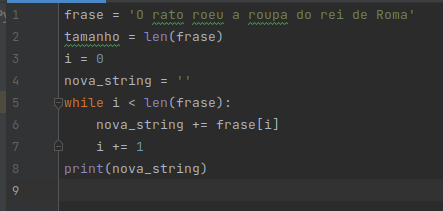 1 frase = 'O rato roeu a roupa do rei de Roma'
2 tamanho = len(frase)
3 i = 0
4 nova_string = ''
5 while i < len(frase):
6     nova_string += frase[i]
7     i += 1
8 print(nova_string)
9